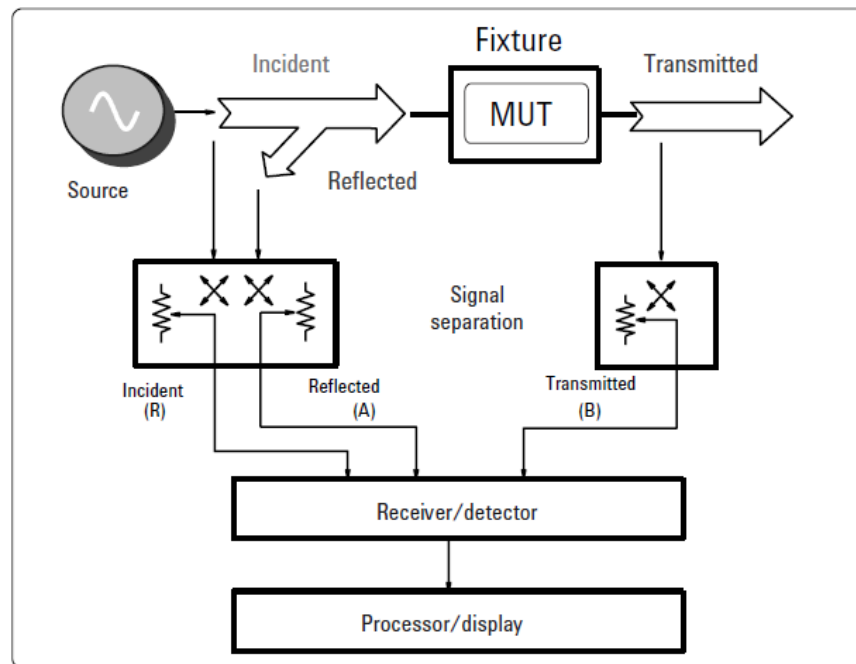 Fixture
Incident
Transmitted
MUT
Source
Reflected
Signal
separation
Incident
(R)
Reflected
(A)
Transmitted
(B)
Receiver/detector
Processor/display